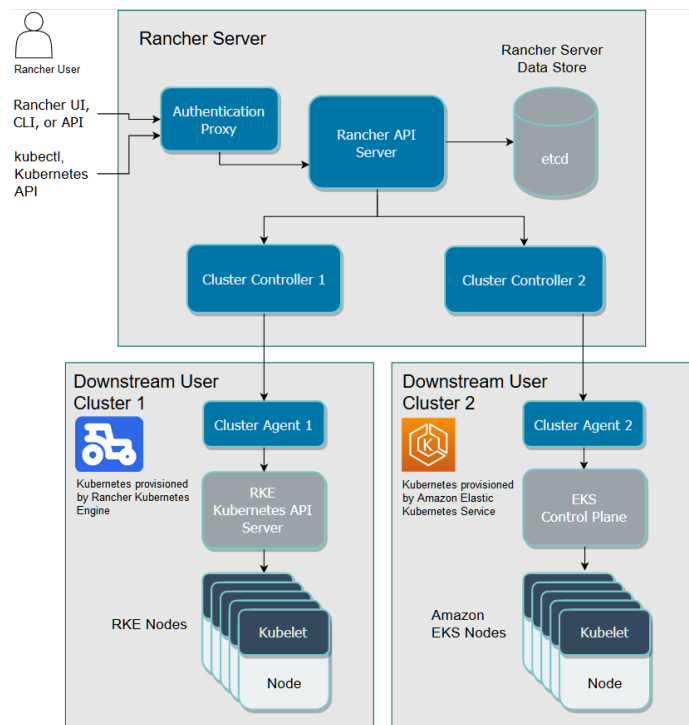 Rancher Server
Rancher User
Rancher Server
Data Store
Rancher UI,
CLI, or API
Authentication
Proxy
Rancher API
Server
etcd
kubectl,
Kubernetes
API
Cluster Controller 1
Cluster Controller 2
Downstream User
Cluster 1
Cluster Agent 1
Kubernetes provisioned
by Rancher Kubernetes
Engine
RKE
Kubernetes API
Server
RKE Nodes
Kubelet
Node
Downstream User
Cluster 2
K
Cluster Agent 2
Kubernetes provisioned
by Amazon Elastic
Kubernetes Service
EKS
Control Plane
Amazon
EKS Nodes
Kubelet
Node